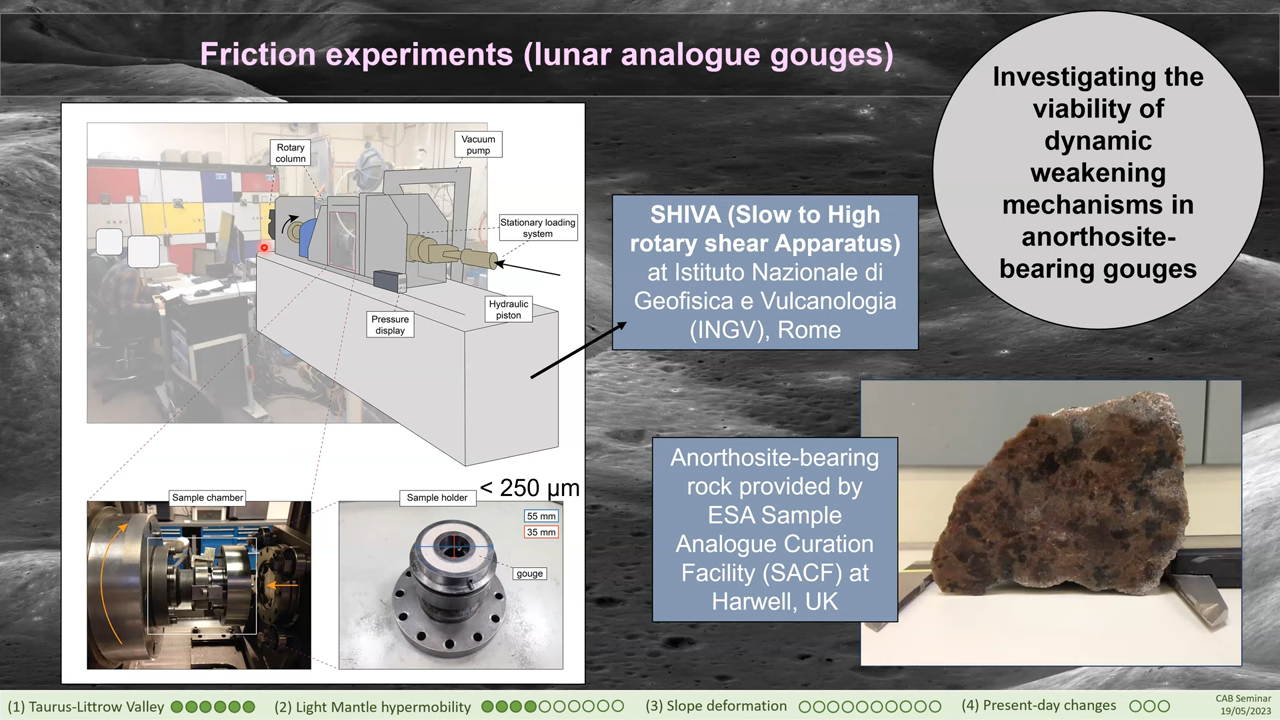 Friction experiments (lunar analogue gouges)
Investigating the
viability of
dynamic
weakening
mechanisms in
anorthosite-
bearing gouges
Rotary
column
Vacuum
pump
Stationary loading
system
Hydraulic
piston
Pressure
display
SHIVA (Slow to High
rotary shear Apparatus)
at Istituto Nazionale di
Geofisica e Vulcanologia
(INGV), Rome
Sample chamber
Sample holder
< 250 µm
55 mm
35 mm
gouge
Anorthosite-bearing
rock provided by
ESA Sample
Analogue Curation
Facility (SACF) at
Harwell, UK
(1) Taurus-Littrow Valley
(2) Light Mantle hypermobility
(3) Slope deformation
(4) Present-day changes
CAB Seminar
19/05/2023